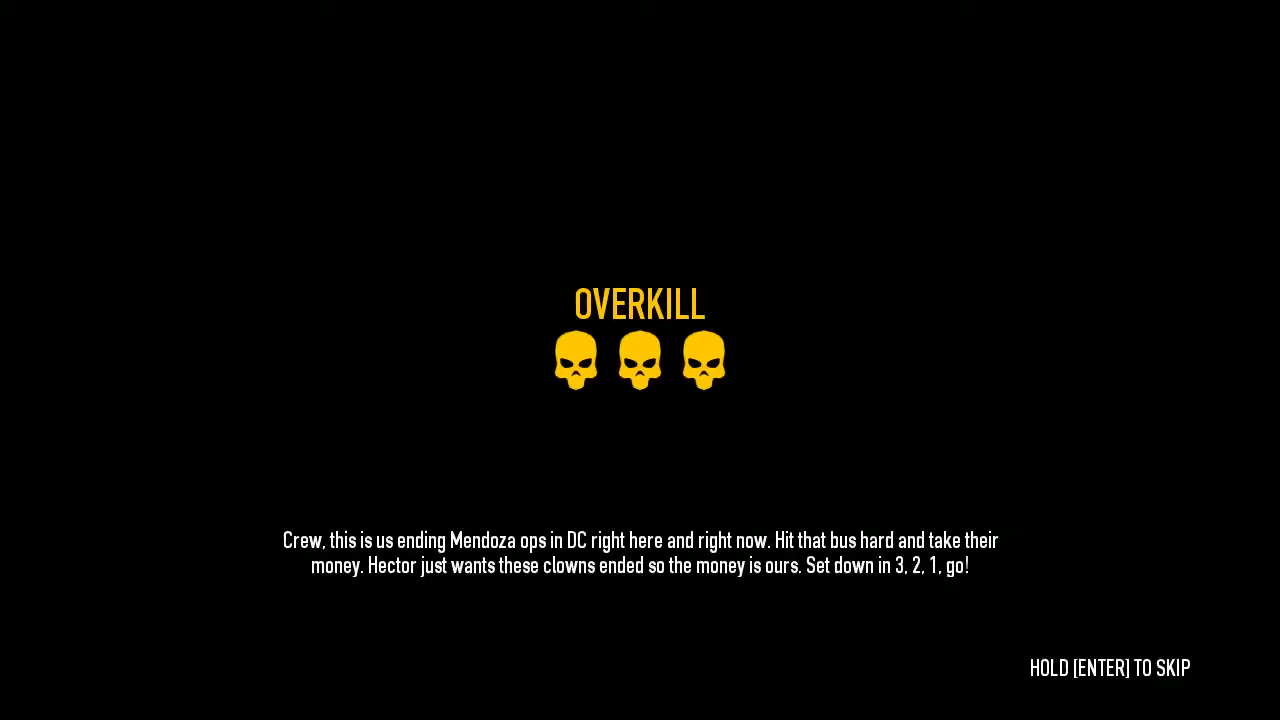 OVERKILL
Crew, this is us ending Mendoza ops in DC right here and right now. Hit that bus hard and take their
money. Hector just wants these clowns ended so the money is ours. Set down in 3, 2, 1, go!
HOLD [ENTER] TO SKIP